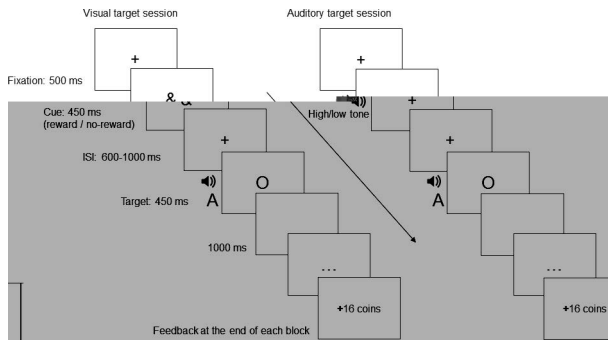 Visual target session
Auditory target session
+
+
Fixation: 500 ms
& &
+
Cue: 450 ms
(reward / no-reward)
High/low tone
+
+
ISI: 600-1000 ms
O
O
A
A
Target: 450 ms
1000 ms
...
...
+16 coins
+16 coins
Feedback at the end of each block